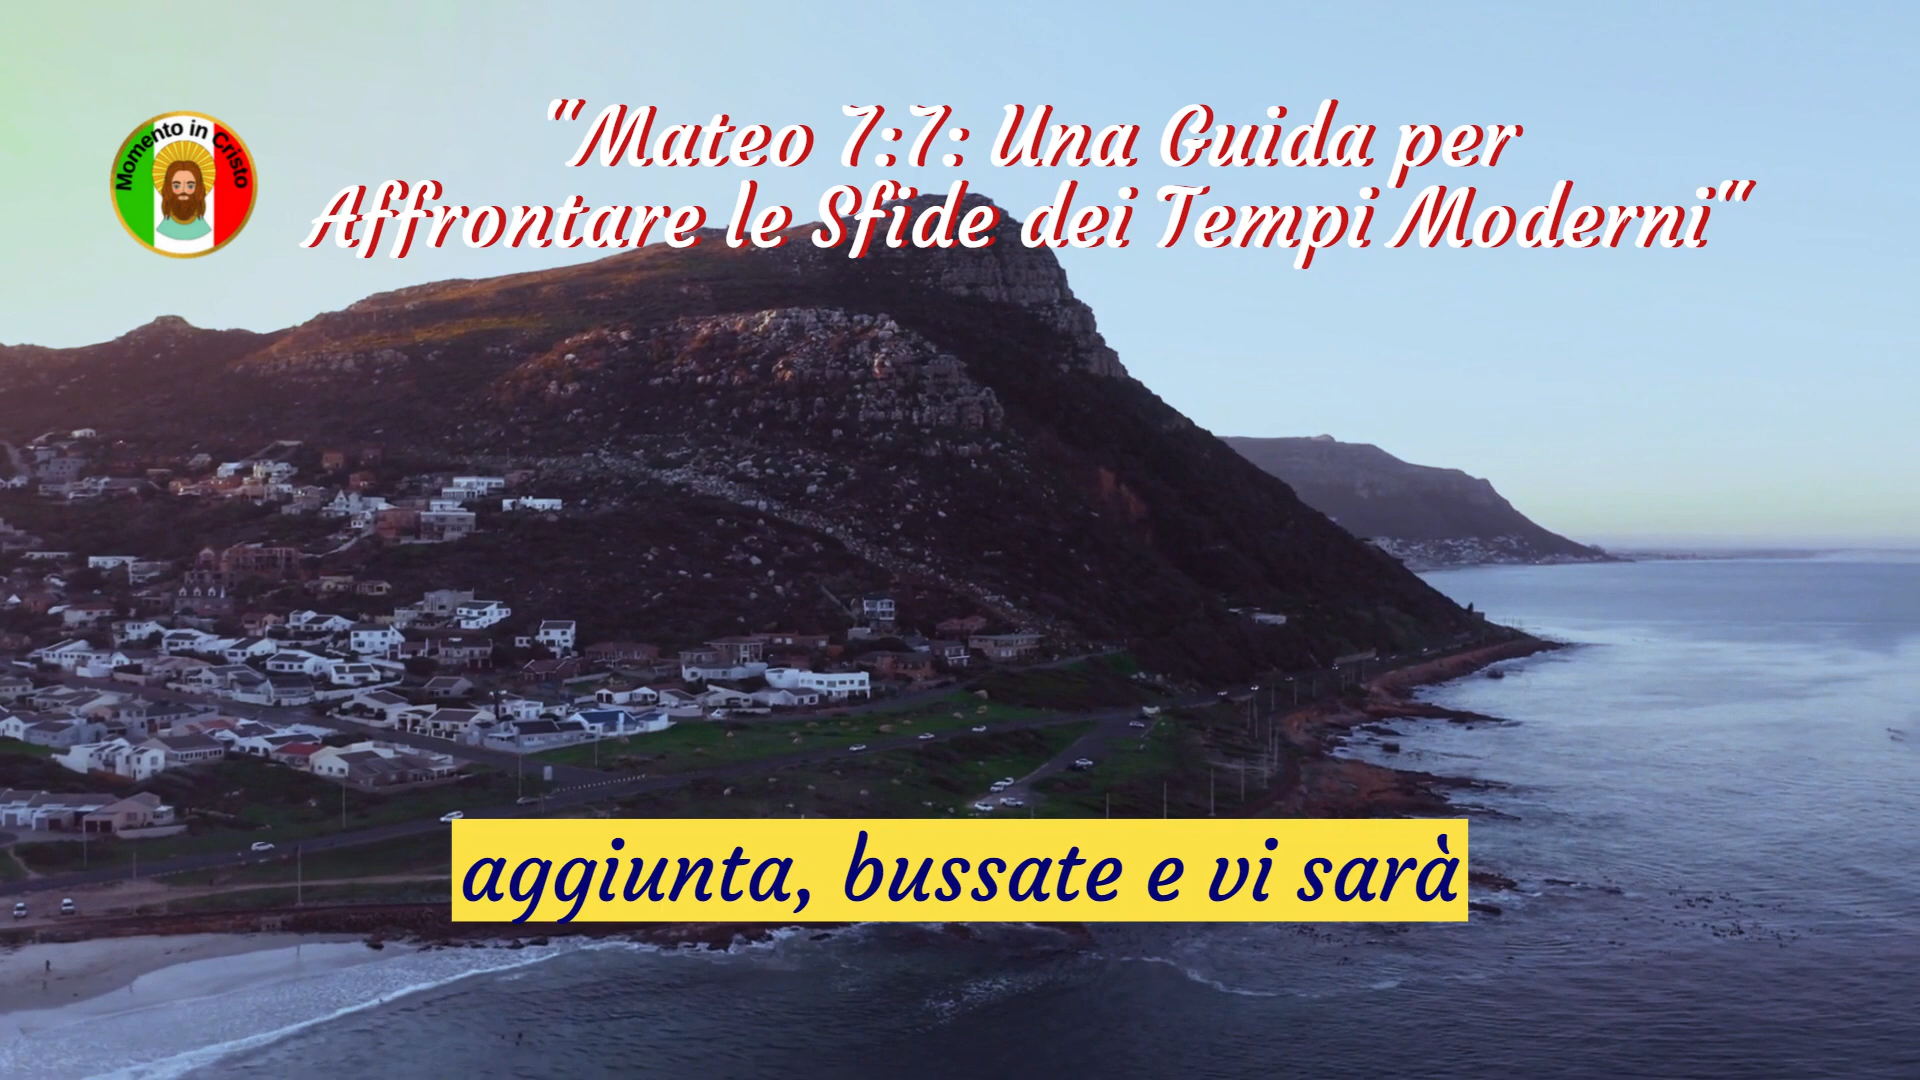 Momento in Cristo
"Mateo 7:7: Una Guida per
Affrontare le Sfide dei Tempi Moderni"
aggiunta, bussate e vi sarà